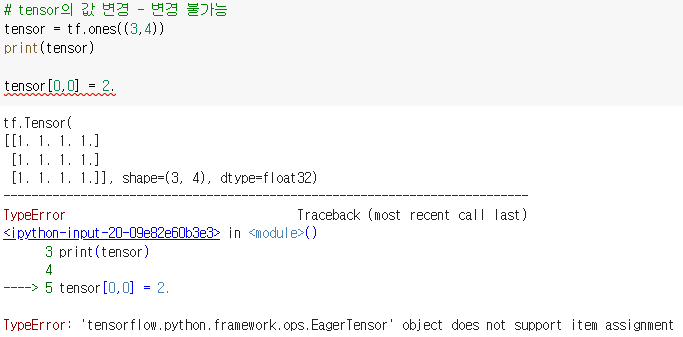 # tensor의 값 변경 - 변경 불가능
tensor = tf.ones((3,4))
print(tensor)
tensor[0,0] = 2.
tf.Tensor(
[[1. 1. 1. 1.]
 [1. 1. 1. 1.]
 [1. 1. 1. 1.]], shape=(3, 4), dtype=float32)
---------------------------------------------------------------------------
TypeError                                 Traceback (most recent call last)
<ipython-input-20-09e82e60b3e3> in <module>()
      3 print(tensor)
      4
----> 5 tensor[0,0] = 2.
TypeError: 'tensorflow.python.framework.ops.EagerTensor' object does not support item assignment